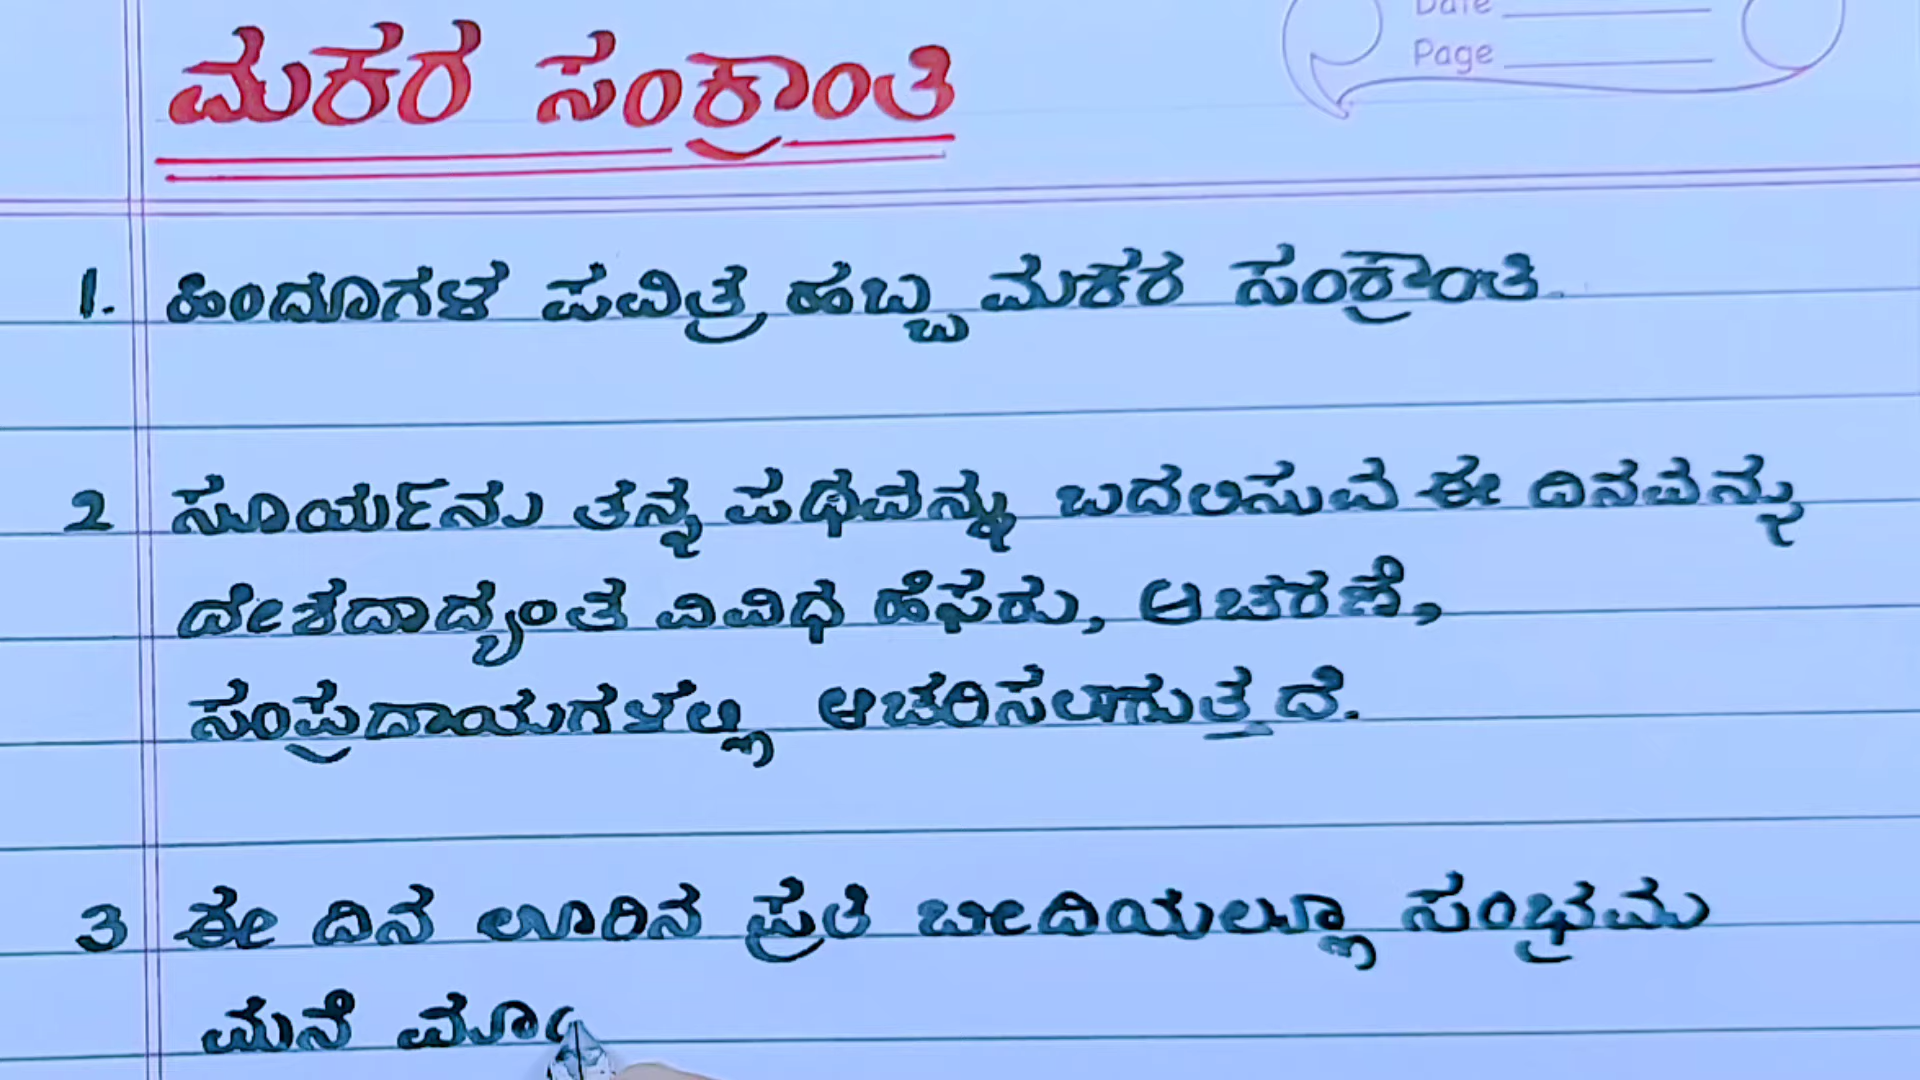 Date
Page
ಮಕರ ಸಂಕ್ರಾಂತಿ
1. ಹಿಂದೂಗಳ ಪವಿತ್ರ ಹಬ್ಬ ಮಕರ ಸಂಕ್ರಾಂತಿ.
2 ಸೂರ್ಯನು ತನ್ನ ಪಥವನ್ನು ಬದಲಿಸುವ ಈ ದಿನವನ್ನು
ದೇಶದಾದ್ಯಂತ ವಿವಿಧ ಹೆಸರು, ಆಚರಣೆ,
ಸಂಪ್ರದಾಯಗಳಲ್ಲಿ ಆಚರಿಸಲಾಗುತ್ತದೆ.
3 ಈ ದಿನ ಊರಿನ ಪ್ರತಿ ಬೀದಿಯಲ್ಲೂ ಸಂಭ್ರಮ
ಮನೆ